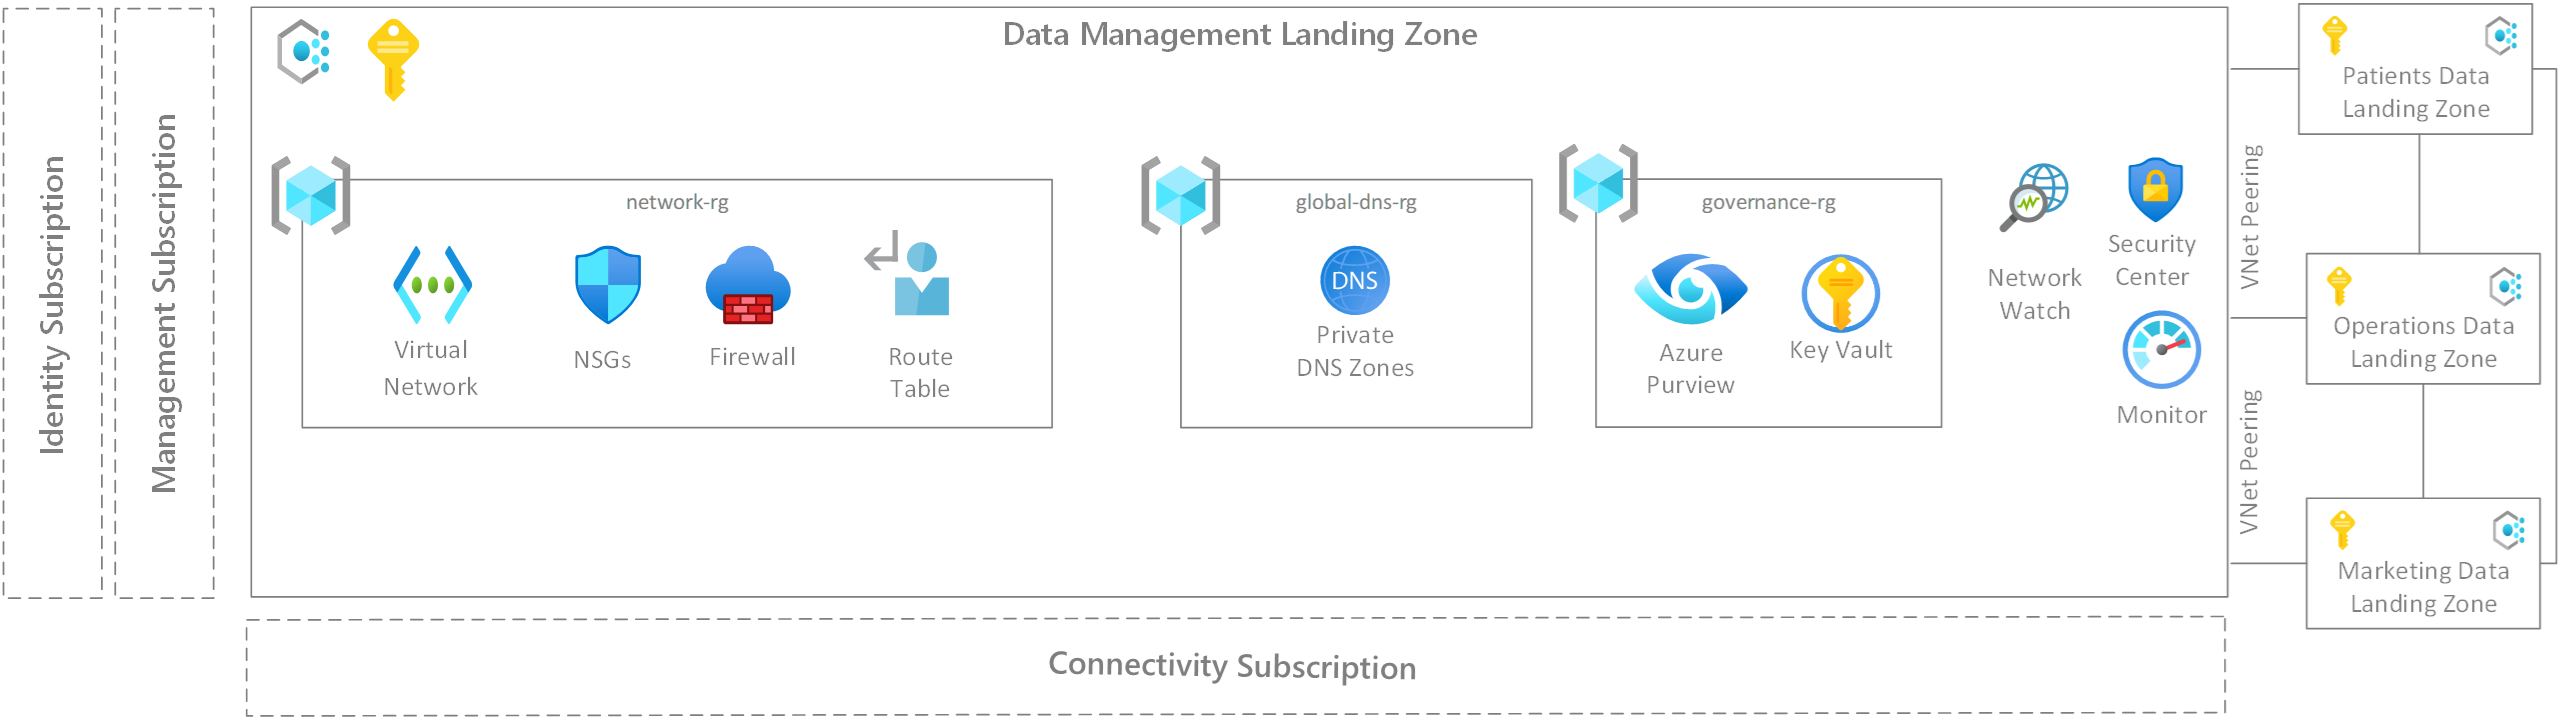 Identity Subscription
Management Subscription
Data Management Landing Zone
network-rg
Virtual
Network
NSGs
Firewall
Route
Table
global-dns-rg
DNS
Private
DNS Zones
governance-rg
Azure
Purview
Key Vault
Network
Watch
Security
Center
Monitor
VNet Peering
VNet Peering
Patients Data
Landing Zone
Operations Data
Landing Zone
Marketing Data
Landing Zone
Connectivity Subscription